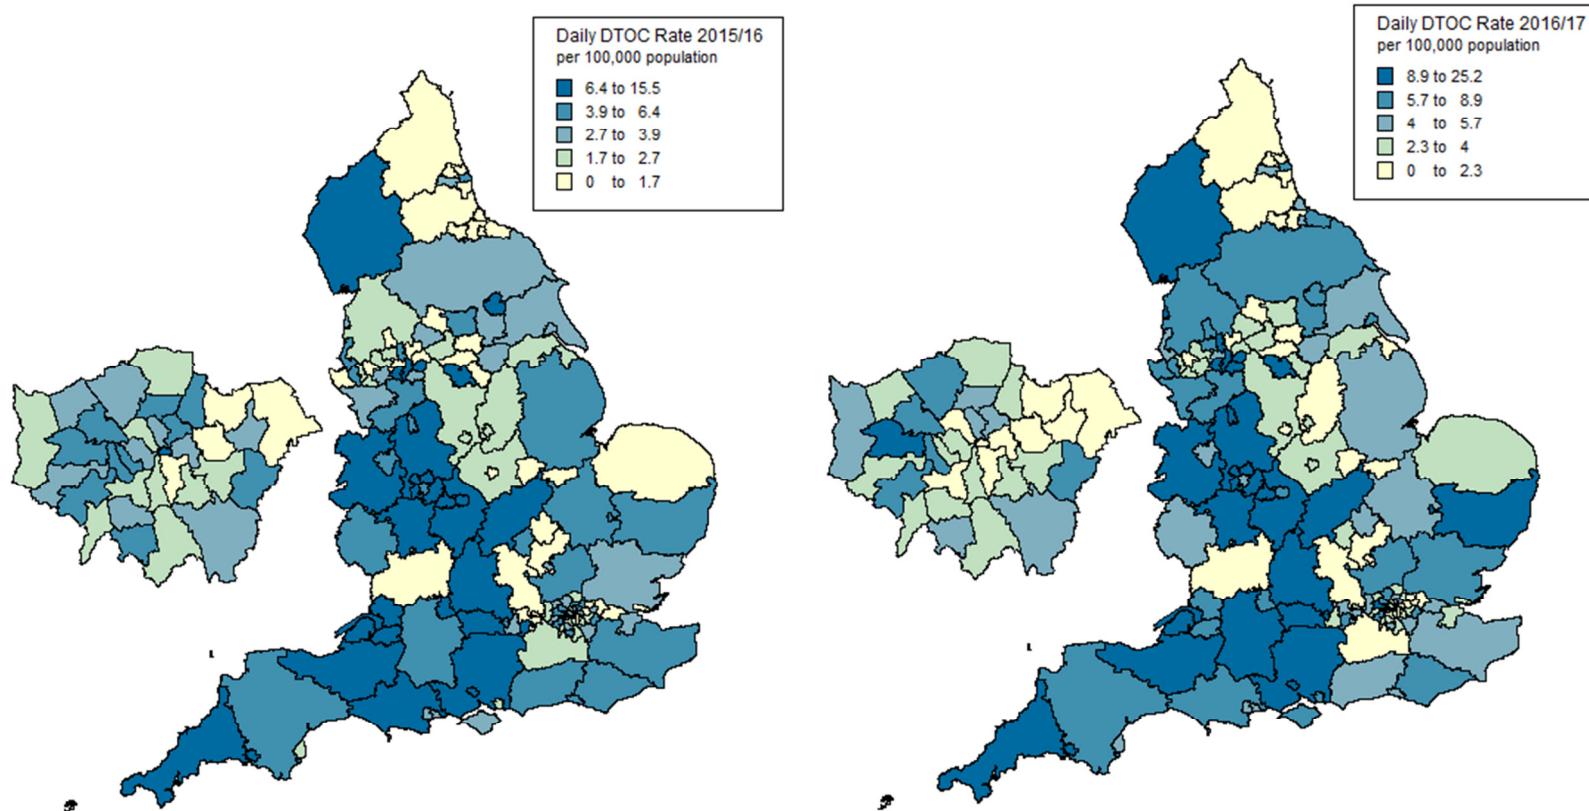 Daily DTOC Rate 2015/16
per 100,000 population
6.4 to 15.5
3.9 to 6.4
2.7 to 3.9
1.7 to 2.7
0 to 1.7
Daily DTOC Rate 2016/17
per 100,000 population
8.9 to 25.2
5.7 to 8.9
4 to 5.7
2.3 to 4
0 to 2.3